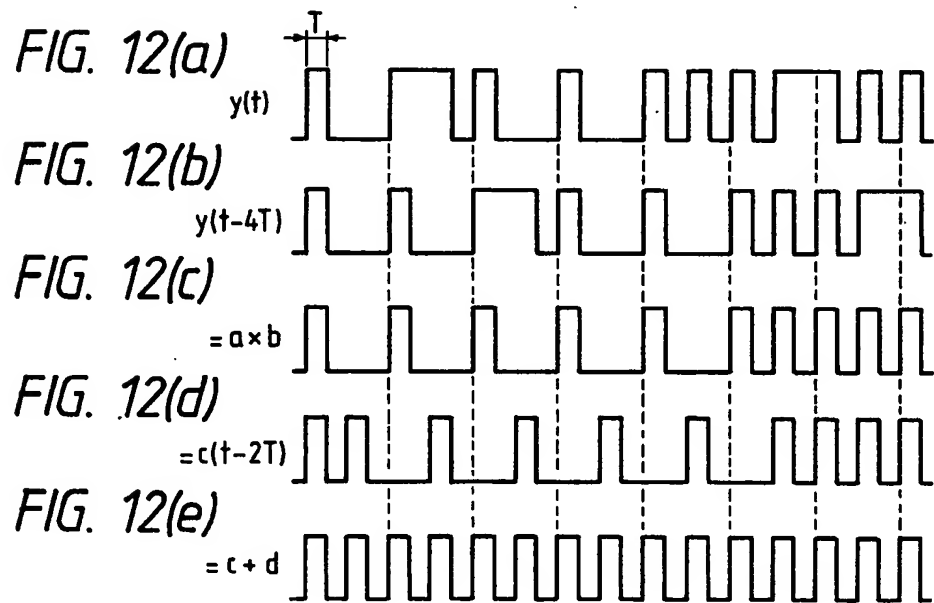 T
FIG. 12(a)
y(t)
FIG. 12(b)
y(t-4T)
FIG. 12(c)
= a×b
FIG. 12(d)
=c(t-2T)
FIG. 12(e)
= c + d